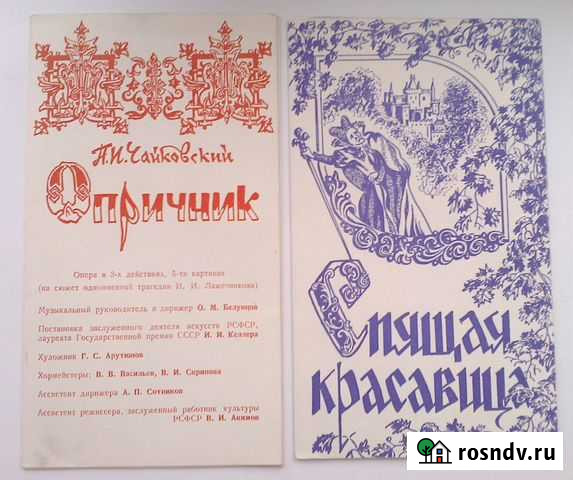 П.И.Чайковский
Опричник
Опера в 3-х действиях, 5-ти картинах
(на сюжет одноименной трагедии И. И. Лажечникова)
Музыкальный руководитель и дирижер О. М. Белунцов
Постановка заслуженного деятеля искусств РСФСР,
лауреата Государственной премии СССР И. И. Келлера
Художник Г. С. Арутюнов
Хормейстеры: В. В. Васильев, В. И. Скрипова
Ассистент дирижера А. П. Сотников
Ассистент режиссера, заслуженный работник культуры
РСФСР В. И. Акимов
Спящая
красавица
rosndv.ru